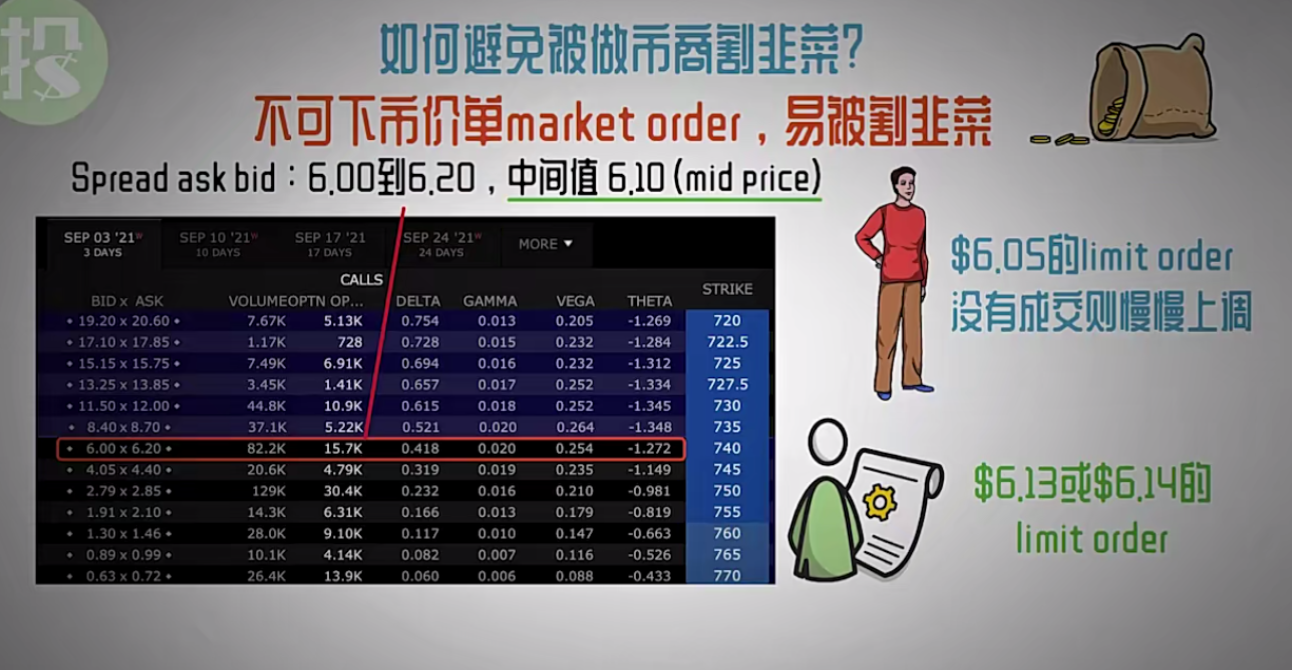 投$
如何避免被做市商割韭菜?
不可下市价单market order，易被割韭菜
Spread ask bid：6.00到6.20，中间值 6.10 (mid price)
SEP 03 '21W SEP 10 '21W SEP 17 '21 SEP 24 '21W MORE ▼
3 DAYS 10 DAYS 17 DAYS 24 DAYS
CALLS
STRIKE
BID x ASK VOLUME OPTN OP... DELTA GAMMA VEGA THETA
19.20 x 20.60 7.67K 5.13K 0.754 0.013 0.205 -1.269 720
17.10 x 17.85 1.17K 728 0.728 0.015 0.232 -1.284 722.5
15.15 x 15.75 7.49K 6.91K 0.694 0.016 0.232 -1.312 725
13.25 x 13.85 3.45K 1.41K 0.657 0.017 0.252 -1.334 727.5
11.50 x 12.00 44.8K 10.9K 0.615 0.018 0.252 -1.345 730
8.40 x 8.70 37.1K 5.22K 0.521 0.020 0.264 -1.348 735
6.00 x 6.20 82.2K 15.7K 0.418 0.020 0.254 -1.272 740
4.05 x 4.40 20.6K 4.79K 0.319 0.019 0.235 -1.149 745
2.79 x 2.85 129K 30.4K 0.232 0.016 0.210 -0.981 750
1.91 x 2.10 14.3K 6.31K 0.166 0.013 0.179 -0.819 755
1.30 x 1.46 28.0K 9.10K 0.117 0.010 0.147 -0.663 760
0.89 x 0.99 10.1K 4.14K 0.082 0.007 0.116 -0.526 765
0.63 x 0.72 26.4K 13.9K 0.060 0.006 0.088 -0.433 770
$6.05的limit order
没有成交则慢慢上调
$6.13或$6.14的
limit order